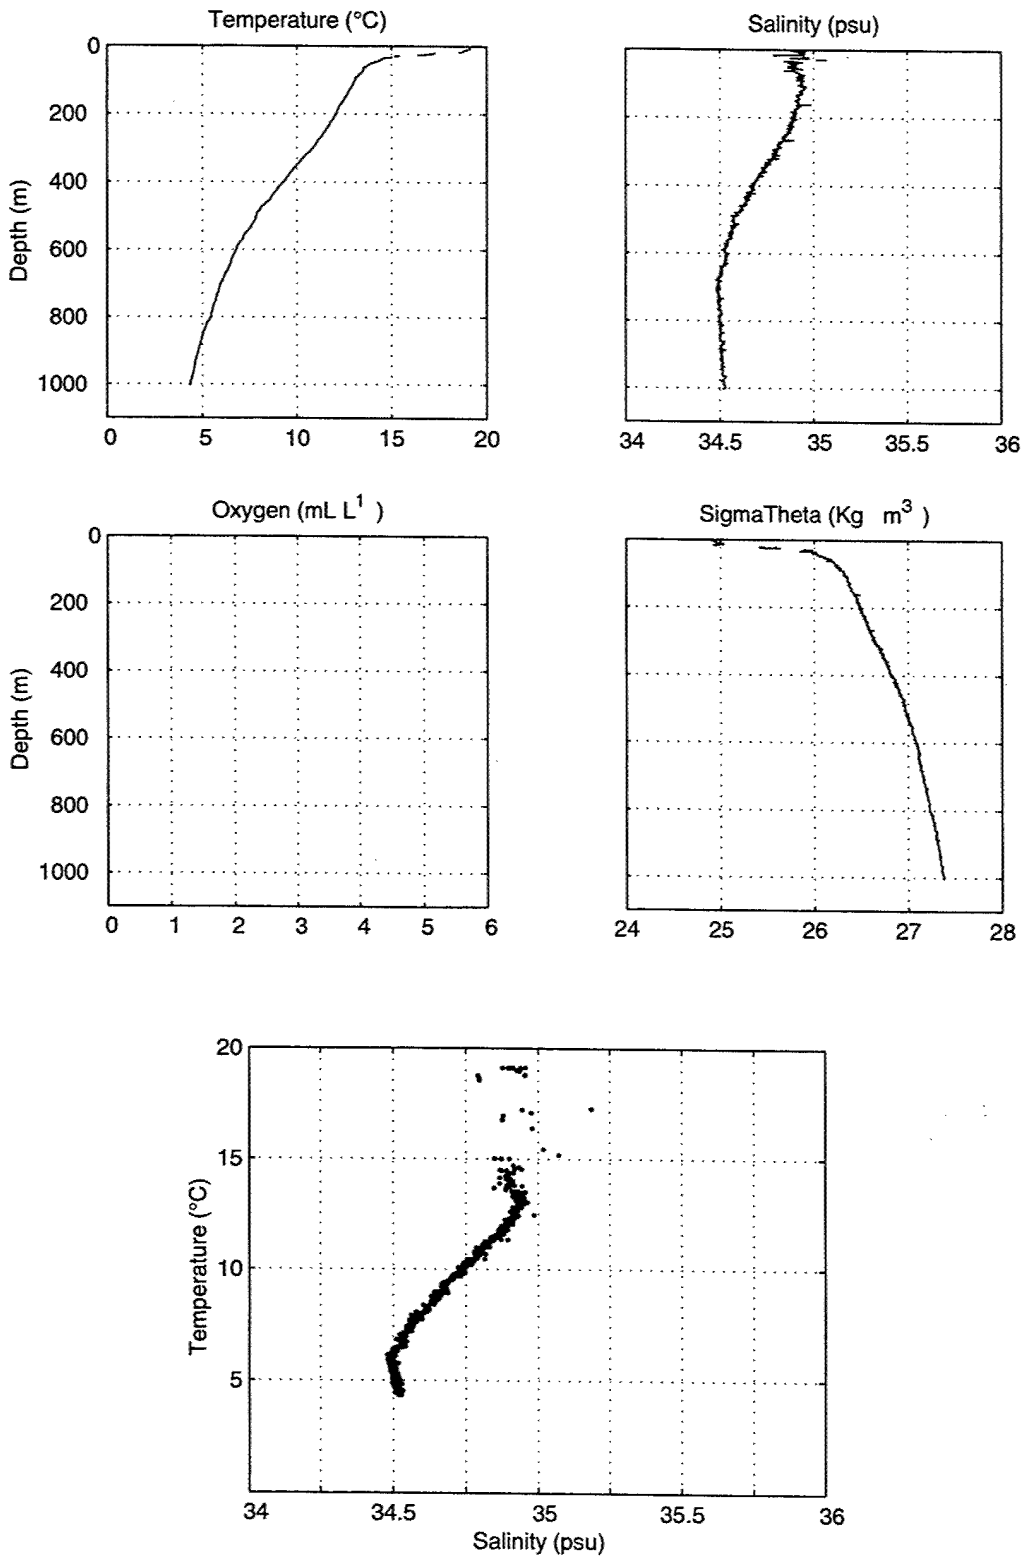 Temperature (°C)
0
200
400
600
800
1000
Depth (m)
0 5 10 15 20
Salinity (psu)
34 34.5 35 35.5 36
Oxygen (mL L1 )
0
200
400
600
800
1000
Depth (m)
0 1 2 3 4 5 6
SigmaTheta (Kg m3 )
24 25 26 27 28
20
15
10
5
Temperature (°C)
34 34.5 35 35.5 36
Salinity (psu)